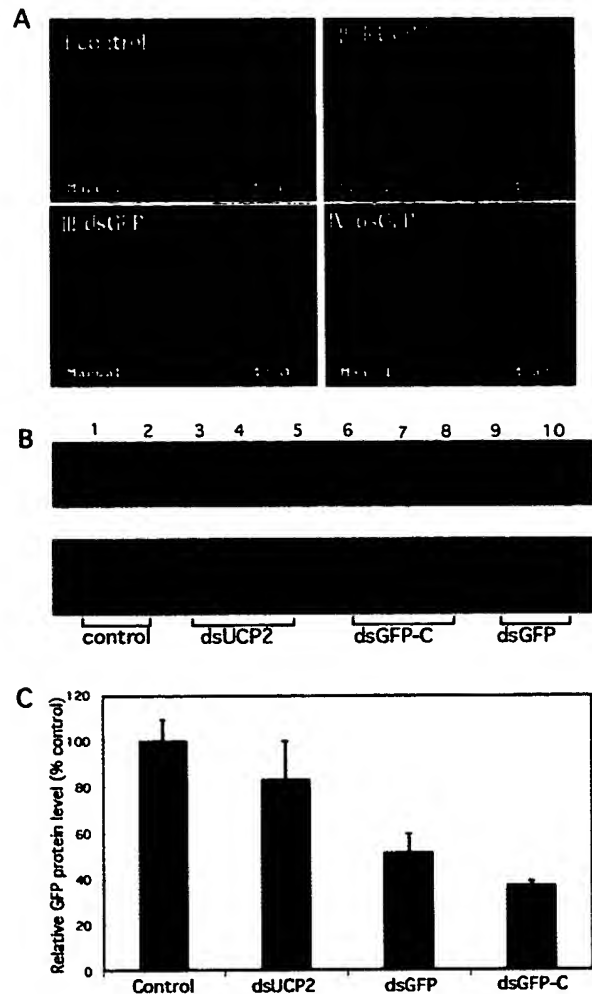 A
I control
III dsGFP
Manual
B
1 2 3 4 5 6 7 8 9 10
control dsUCP2 dsGFP-C dsGFP
C
Relative GFP protein level (% control)
120
100
80
60
40
20
0
Control dsUCP2 dsGFP dsGFP-C